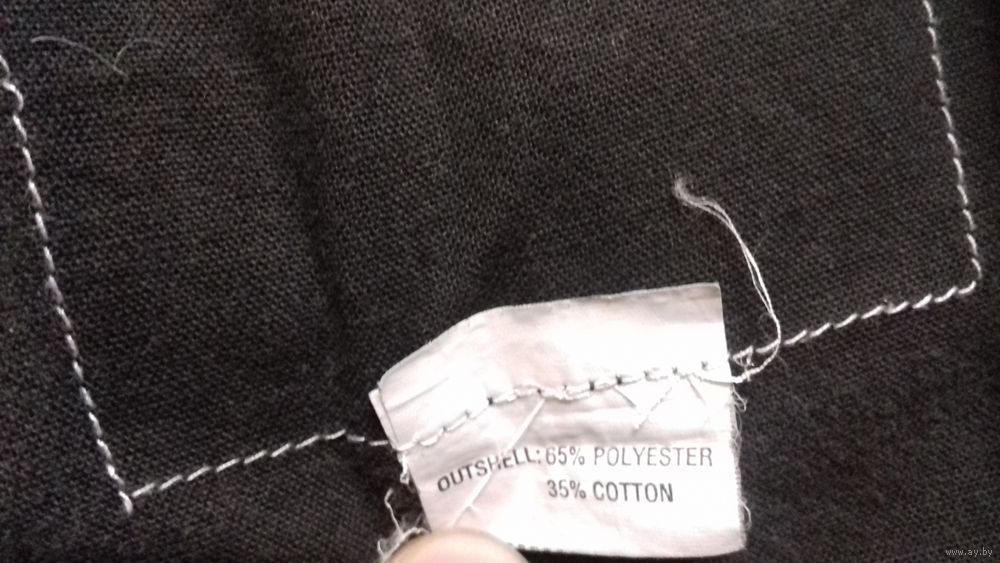 OUTSHELL: 65% POLYESTER
35% COTTON
www.ay.by